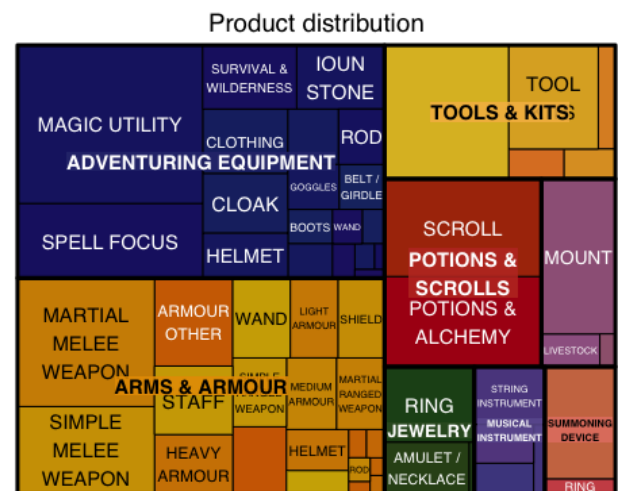 Product distribution
SURVIVAL &
WILDERNESS
IOUN
STONE
MAGIC UTILITY
CLOTHING
ROD
ADVENTURING EQUIPMENT
GOGGLES
BELT /
GIRDLE
CLOAK
BOOTS
WAND
SPELL FOCUS
HELMET
TOOL
TOOLS & KITS
SCROLL
POTIONS &
SCROLLS
POTIONS &
ALCHEMY
MOUNT
LIVESTOCK
MARTIAL
MELEE
WEAPON
ARMOUR
OTHER
WAND
LIGHT
ARMOUR
SHIELD
ARMS & ARMOUR
STAFF
SIMPLE
WEAPON
MEDIUM
ARMOUR
MARTIAL
RANGED
WEAPON
SIMPLE
MELEE
WEAPON
HEAVY
ARMOUR
HELMET
ROD
RING
JEWELRY
AMULET /
NECKLACE
STRING
INSTRUMENT
MUSICAL
INSTRUMENT
SUMMONING
DEVICE
RING